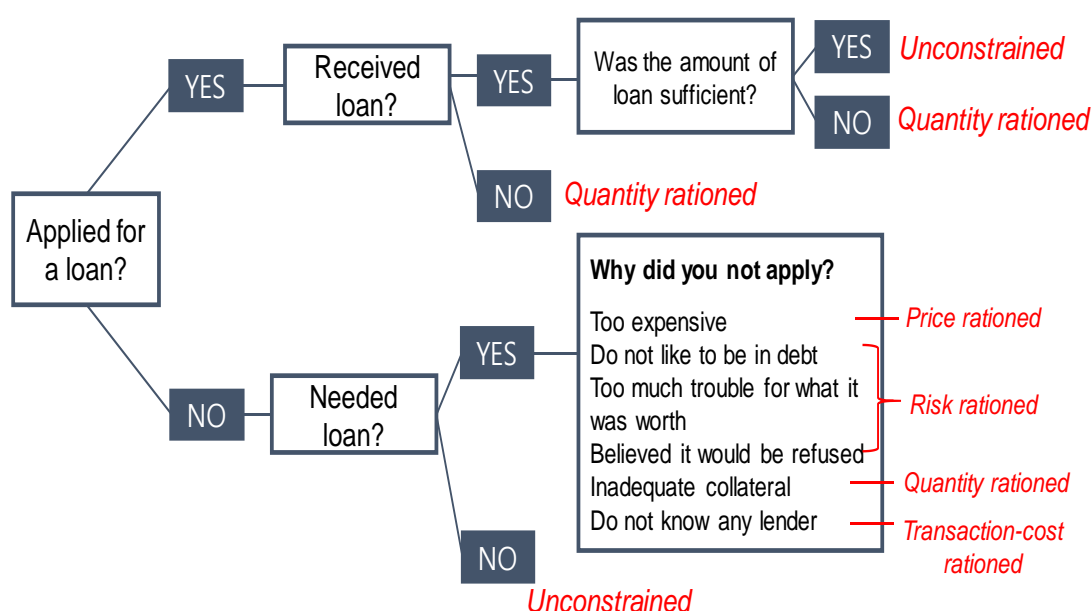 Applied for
a loan?
YES
Received
loan?
YES
Was the amount of
loan sufficient?
YES
Unconstrained
NO
Quantity rationed
NO
Quantity rationed
NO
Needed
loan?
YES
Why did you not apply?
Too expensive
Price rationed
Do not like to be in debt
Too much trouble for what it
was worth
Believed it would be refused
Risk rationed
Inadequate collateral
Quantity rationed
Do not know any lender
Transaction-cost
rationed
NO
Unconstrained